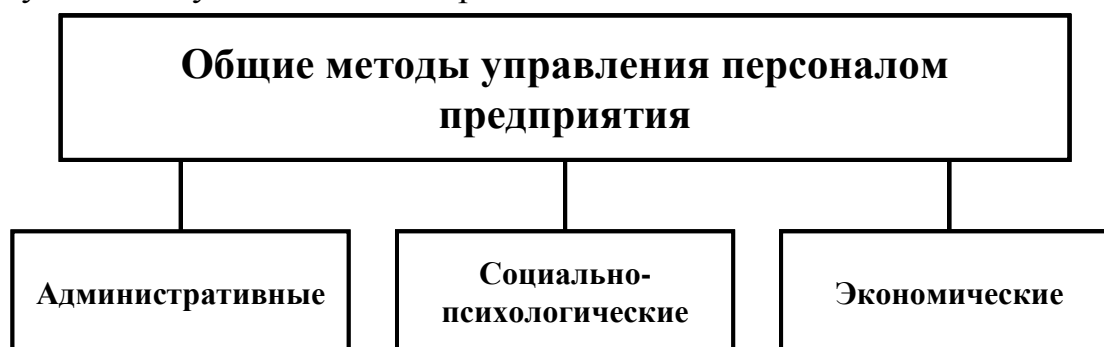 Общие методы управления персоналом
предприятия
Административные
Социально-
психологические
Экономические